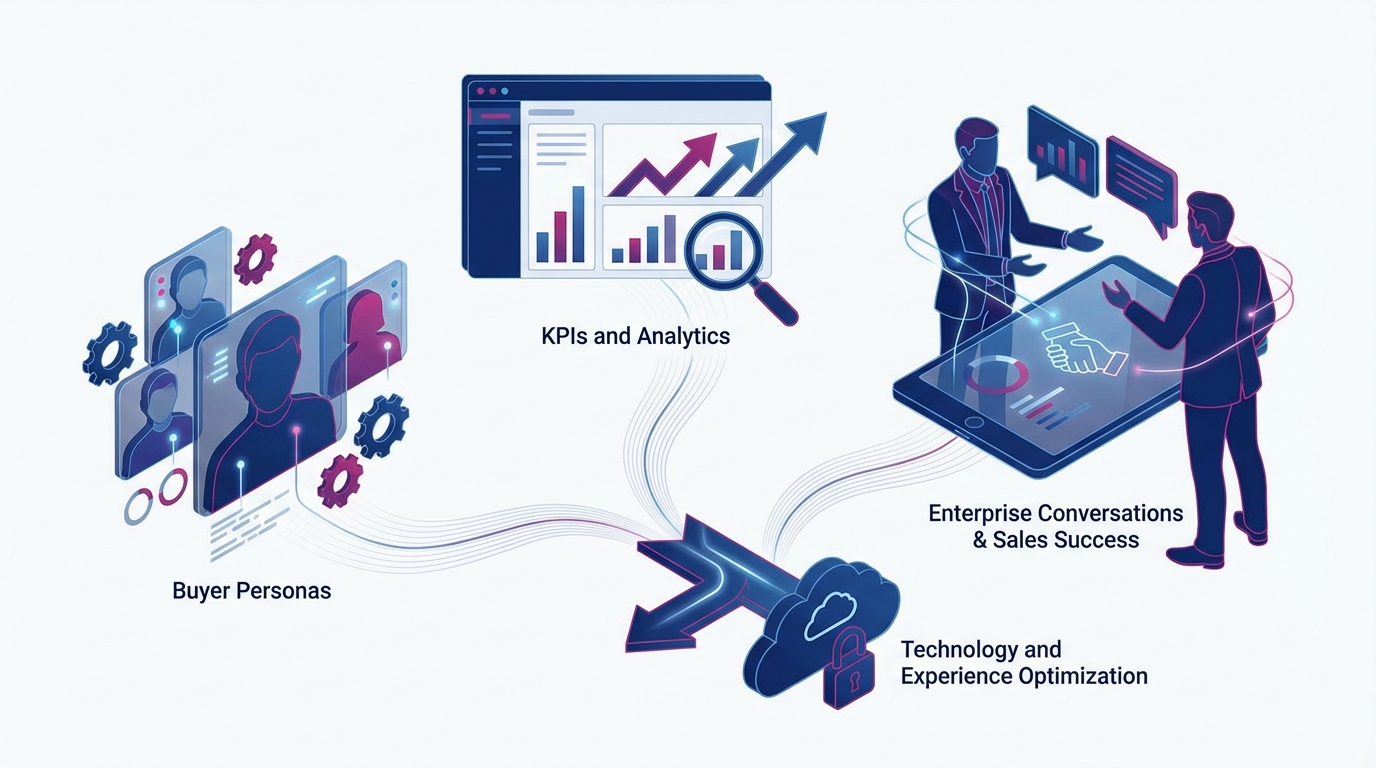 KPIs and Analytics
Enterprise Conversations
& Sales Success
Buyer Personas
Technology and
Experience Optimization